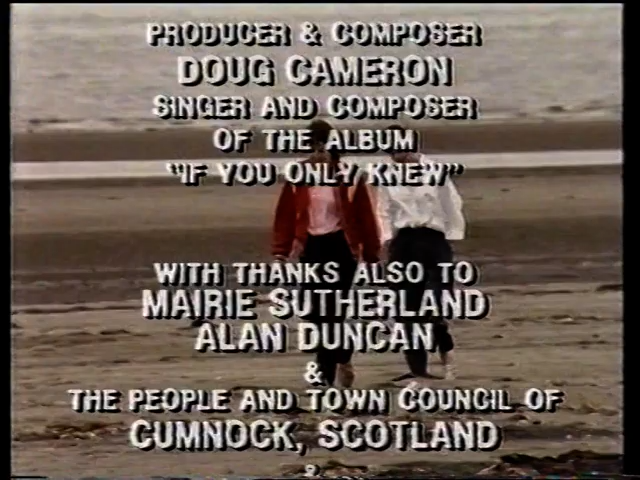 PRODUCER & COMPOSER
DOUG CAMERON
SINGER AND COMPOSER
OF THE ALBUM
"IF YOU ONLY KNEW"
WITH THANKS ALSO TO
MAIRIE SUTHERLAND
ALAN DUNCAN
&
THE PEOPLE AND TOWN COUNCIL OF
CUMNOCK, SCOTLAND
&